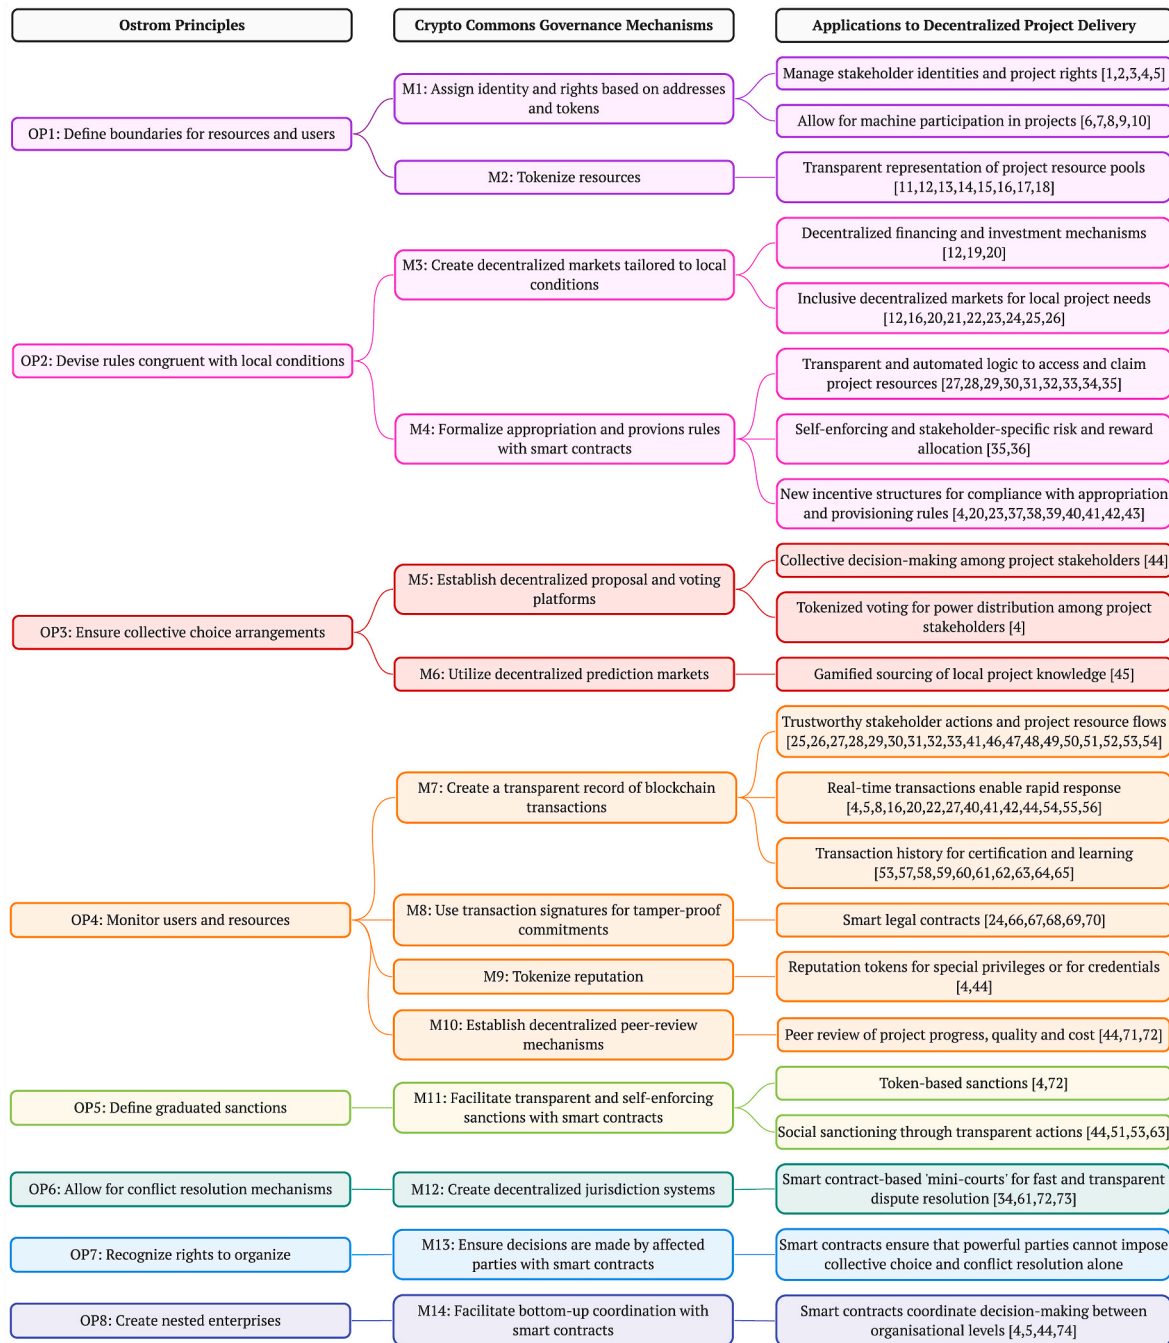 Ostrom Principles
Crypto Commons Governance Mechanisms
Applications to Decentralized Project Delivery
OP1: Define boundaries for resources and users
M1: Assign identity and rights based on addresses
and tokens
Manage stakeholder identities and project rights [1,2,3,4,5]
Allow for machine participation in projects [6,7,8,9,10]
M2: Tokenize resources
Transparent representation of project resource pools
[11,12,13,14,15,16,17,18]
OP2: Devise rules congruent with local conditions
M3: Create decentralized markets tailored to local
conditions
Decentralized financing and investment mechanisms
[12,19,20]
Inclusive decentralized markets for local project needs
[12,16,20,21,22,23,24,25,26]
M4: Formalize appropriation and provions rules
with smart contracts
Transparent and automated logic to access and claim
project resources [27,28,29,30,31,32,33,34,35]
Self-enforcing and stakeholder-specific risk and reward
allocation [35,36]
New incentive structures for compliance with appropriation
and provisioning rules [4,20,23,37,38,39,40,41,42,43]
OP3: Ensure collective choice arrangements
M5: Establish decentralized proposal and voting
platforms
Collective decision-making among project stakeholders [44]
Tokenized voting for power distribution among project
stakeholders [4]
M6: Utilize decentralized prediction markets
Gamified sourcing of local project knowledge [45]
OP4: Monitor users and resources
M7: Create a transparent record of blockchain
transactions
Trustworthy stakeholder actions and project resource flows
[25,26,27,28,29,30,31,32,33,41,46,47,48,49,50,51,52,53,54]
Real-time transactions enable rapid response
[4,5,8,16,20,22,27,40,41,42,44,54,55,56]
Transaction history for certification and learning
[53,57,58,59,60,61,62,63,64,65]
M8: Use transaction signatures for tamper-proof
commitments
Smart legal contracts [24,66,67,68,69,70]
M9: Tokenize reputation
Reputation tokens for special privileges or for credentials
[4,44]
M10: Establish decentralized peer-review
mechanisms
Peer review of project progress, quality and cost [44,71,72]
OP5: Define graduated sanctions
M11: Facilitate transparent and self-enforcing
sanctions with smart contracts
Token-based sanctions [4,72]
Social sanctioning through transparent actions [44,51,53,63]
OP6: Allow for conflict resolution mechanisms
M12: Create decentralized jurisdiction systems
Smart contract-based 'mini-courts' for fast and transparent
dispute resolution [34,61,72,73]
OP7: Recognize rights to organize
M13: Ensure decisions are made by affected
parties with smart contracts
Smart contracts ensure that powerful parties cannot impose
collective choice and conflict resolution alone
OP8: Create nested enterprises
M14: Facilitate bottom-up coordination with
smart contracts
Smart contracts coordinate decision-making between
organisational levels [4,5,44,74]